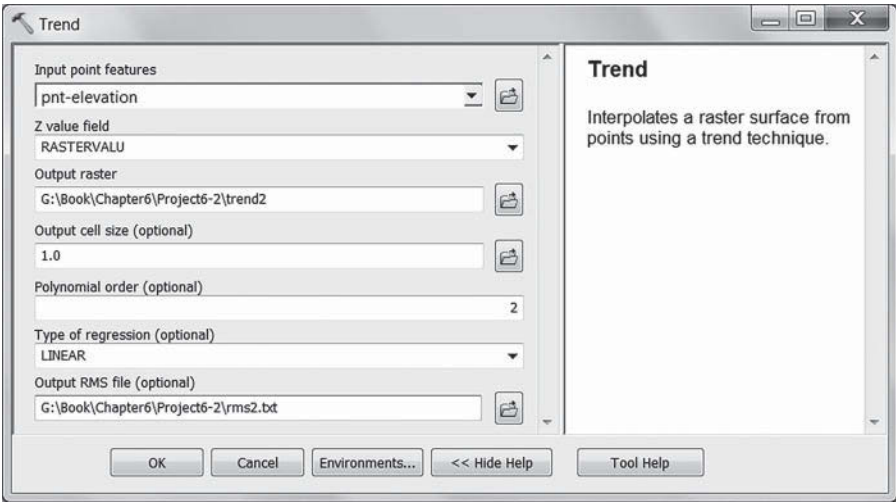 Trend
Input point features
pnt-elevation
Z value field
RASTERVALU
Output raster
G:\Book\Chapter6\Project6-2\trend2
Output cell size (optional)
1.0
Polynomial order (optional)
2
Type of regression (optional)
LINEAR
Output RMS file (optional)
G:\Book\Chapter6\Project6-2\rms2.txt
Trend
Interpolates a raster surface from
points using a trend technique.
OK
Cancel
Environments...
<< Hide Help
Tool Help